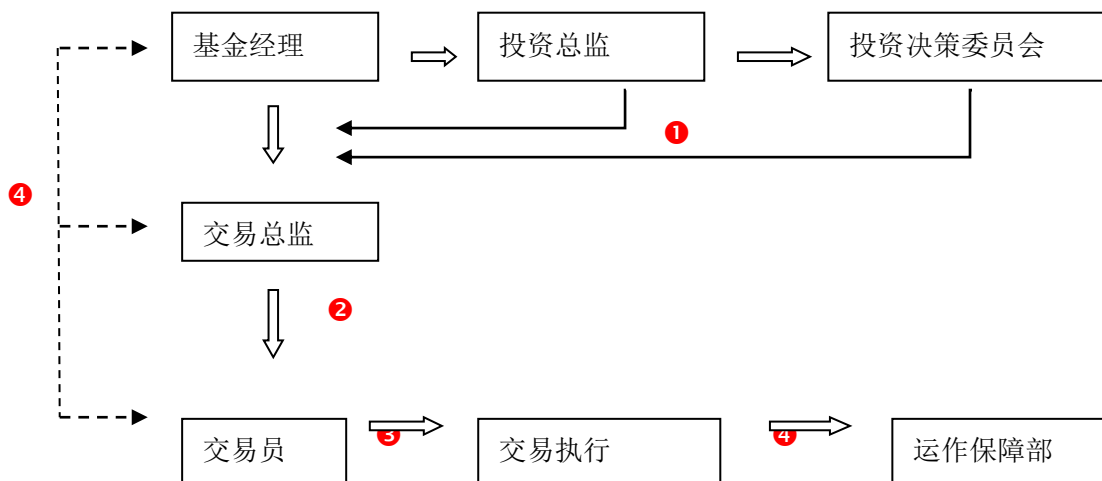 基金经理
投资总监
投资决策委员会
❶
❹
交易总监
❷
交易员
❸
交易执行
❹
运作保障部